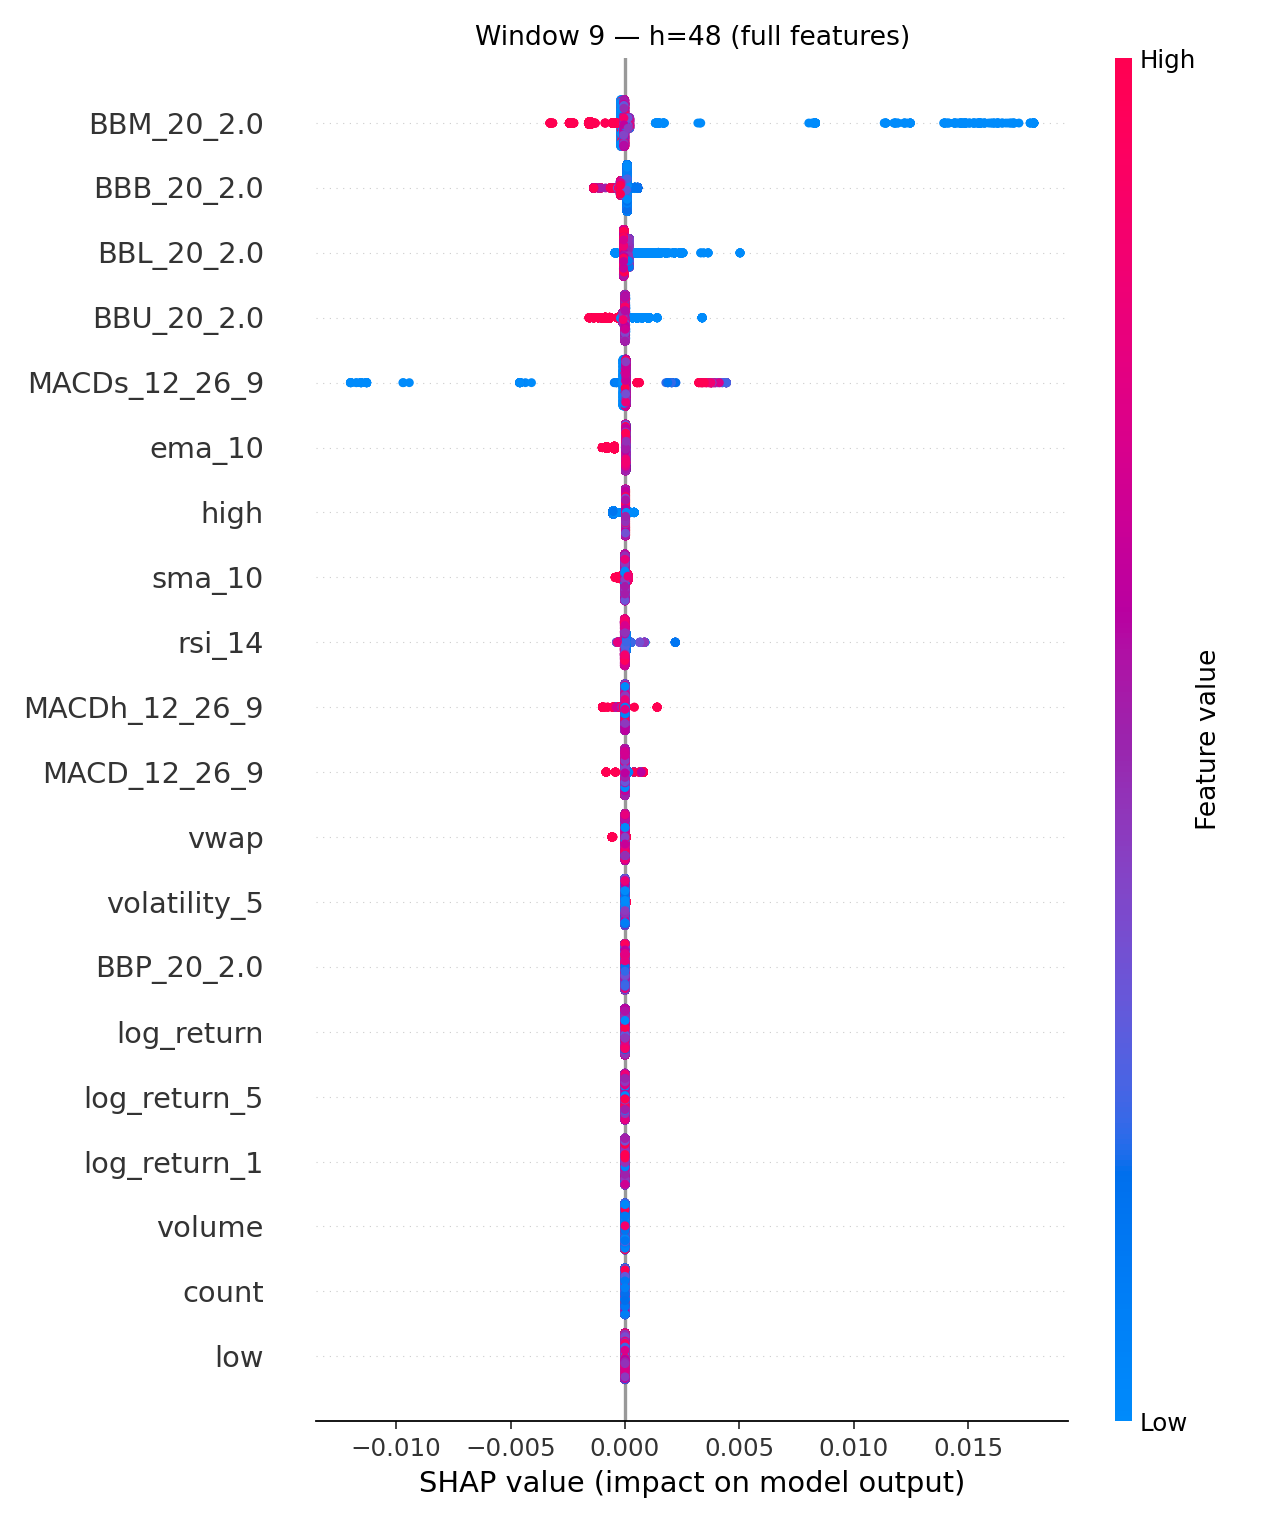 Window 9 — h=48 (full features)
High
BBM_20_2.0
BBB_20_2.0
BBL_20_2.0
BBU_20_2.0
MACDs_12_26_9
ema_10
high
sma_10
rsi_14
MACDh_12_26_9
MACD_12_26_9
vwap
volatility_5
BBP_20_2.0
log_return
log_return_5
log_return_1
volume
count
low
Feature value
Low
−0.010 −0.005 0.000 0.005 0.010 0.015
SHAP value (impact on model output)